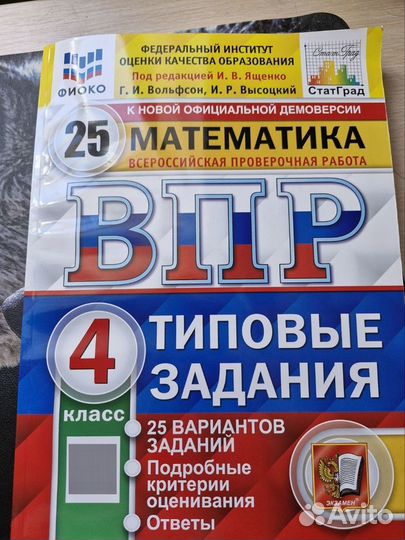 ФЕДЕРАЛЬНЫЙ ИНСТИТУТ
ОЦЕНКИ КАЧЕСТВА ОБРАЗОВАНИЯ
Под редакцией И. В. Ященко
Г. И. Вольфсон, И. Р. Высоцкий
ФИОКО
СтатГрад
СтатГрад
К НОВОЙ ОФИЦИАЛЬНОЙ ДЕМОВЕРСИИ
25 МАТЕМАТИКА
ВСЕРОССИЙСКАЯ ПРОВЕРОЧНАЯ РАБОТА
ВПР
4
класс
ТИПОВЫЕ
ЗАДАНИЯ
25 ВАРИАНТОВ
ЗАДАНИЙ
Подробные
критерии
оценивания
Ответы
ЭКЗАМЕН
Avito